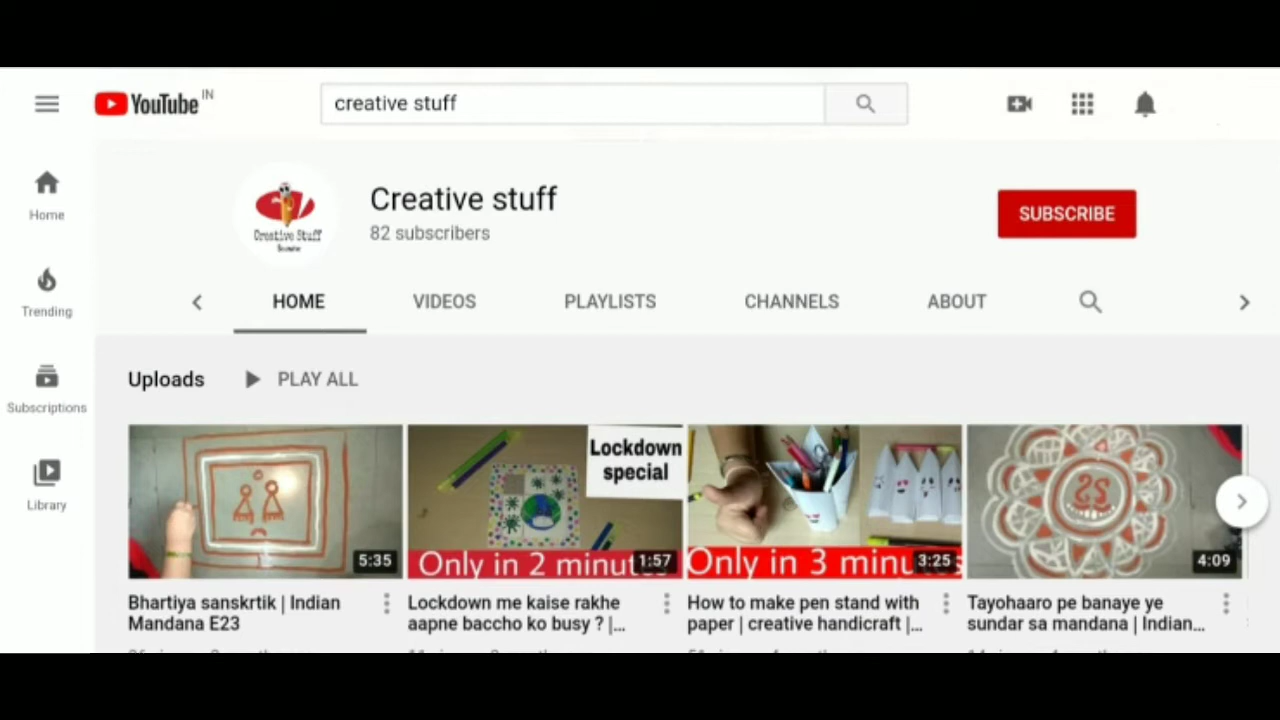 YouTube IN
creative stuff
Creative Stuff
Creative stuff
82 subscribers
SUBSCRIBE
HOME
VIDEOS
PLAYLISTS
CHANNELS
ABOUT
Home
Trending
Subscriptions
Library
Uploads
PLAY ALL
5:35
Lockdown
special
Only in 2 minutes
1:57
Only in 3 minutes
3:25
4:09
Bhartiya sanskrtik | Indian
Mandana E23
Lockdown me kaise rakhe
aapne baccho ko busy ? |...
How to make pen stand with
paper | creative handicraft |...
Tayohaaro pe banaye ye
sundar sa mandana | Indian...